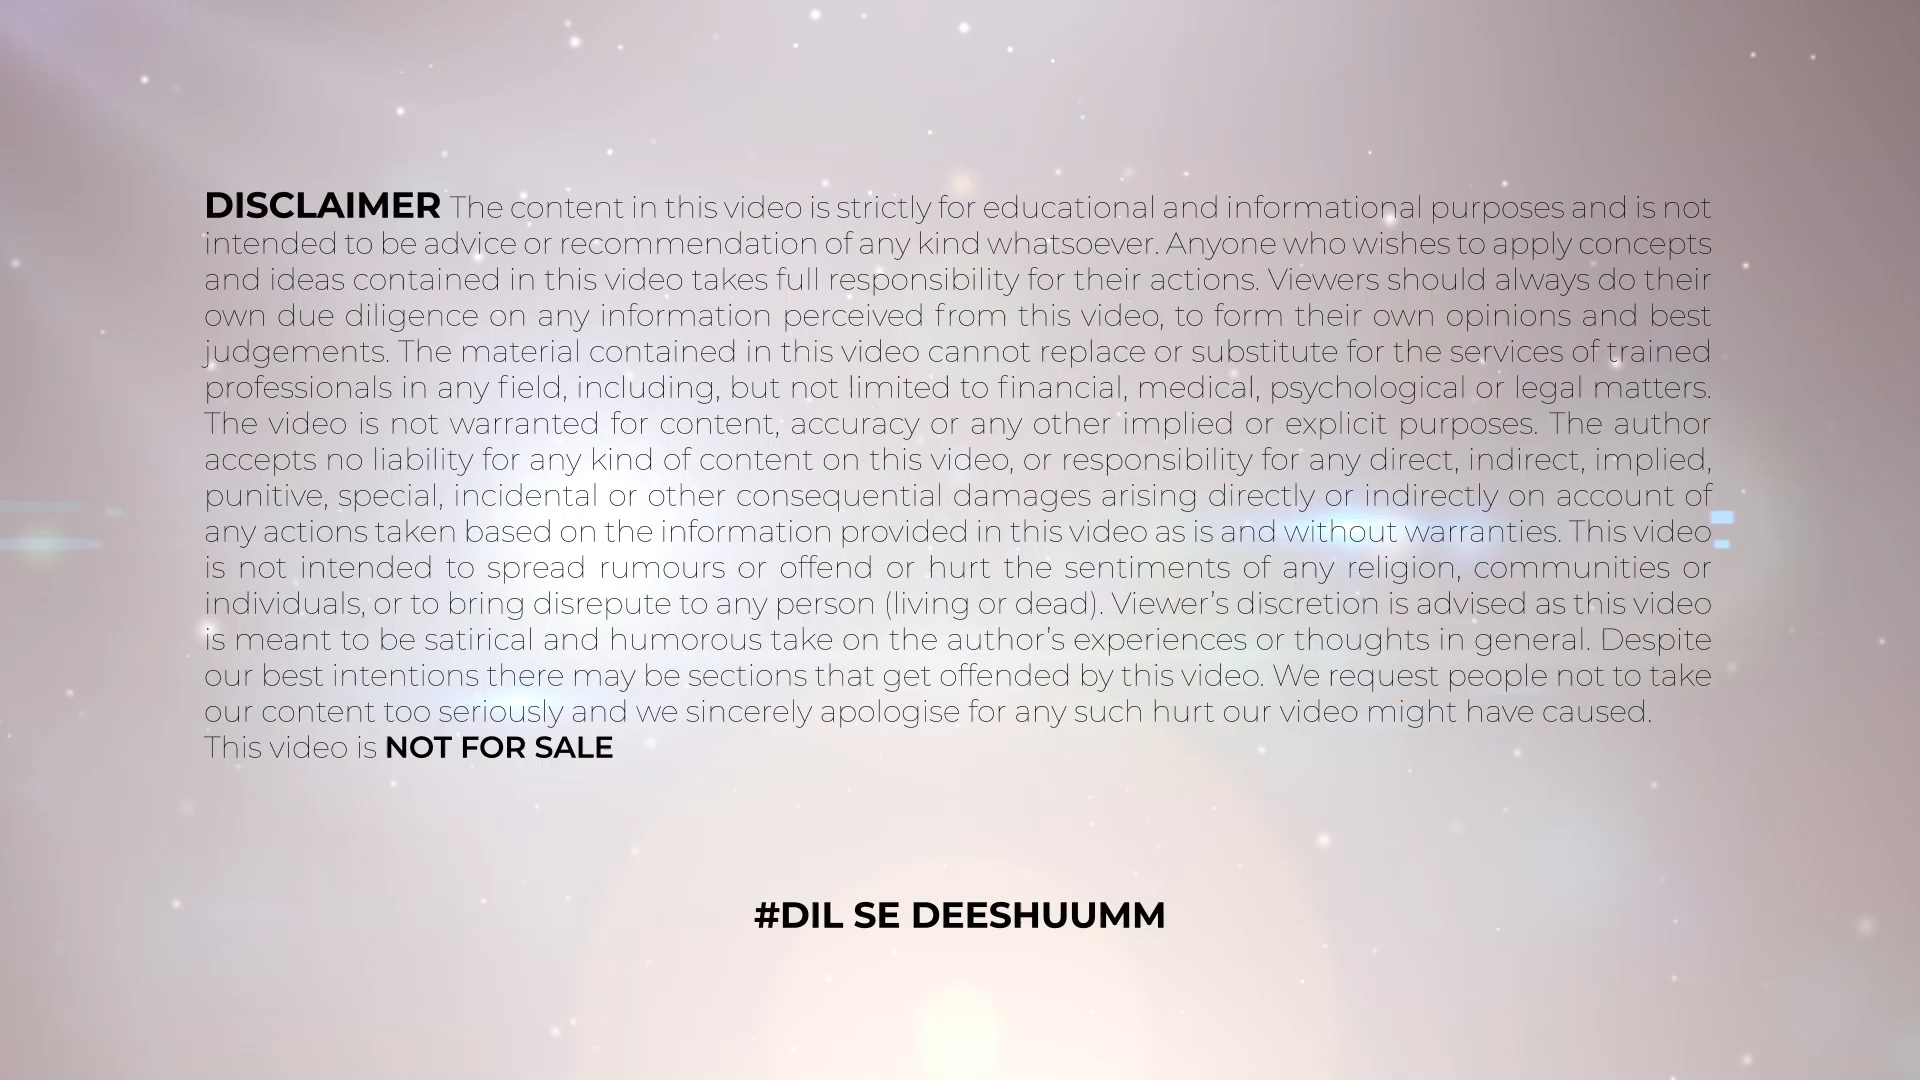 DISCLAIMER The content in this video is strictly for educational and informational purposes and is not
intended to be advice or recommendation of any kind whatsoever. Anyone who wishes to apply concepts
and ideas contained in this video takes full responsibility for their actions. Viewers should always do their
own due diligence on any information perceived from this video, to form their own opinions and best
judgements. The material contained in this video cannot replace or substitute for the services of trained
professionals in any field, including, but not limited to financial, medical, psychological or legal matters.
The video is not warranted for content, accuracy or any other implied or explicit purposes. The author
accepts no liability for any kind of content on this video, or responsibility for any direct, indirect, implied,
punitive, special, incidental or other consequential damages arising directly or indirectly on account of
any actions taken based on the information provided in this video as is and without warranties. This video
is not intended to spread rumours or offend or hurt the sentiments of any religion, communities or
individuals, or to bring disrepute to any person (living or dead). Viewer’s discretion is advised as this video
is meant to be satirical and humorous take on the author’s experiences or thoughts in general. Despite
our best intentions there may be sections that get offended by this video. We request people not to take
our content too seriously and we sincerely apologise for any such hurt our video might have caused.
This video is NOT FOR SALE
#DIL SE DEESHUUMM